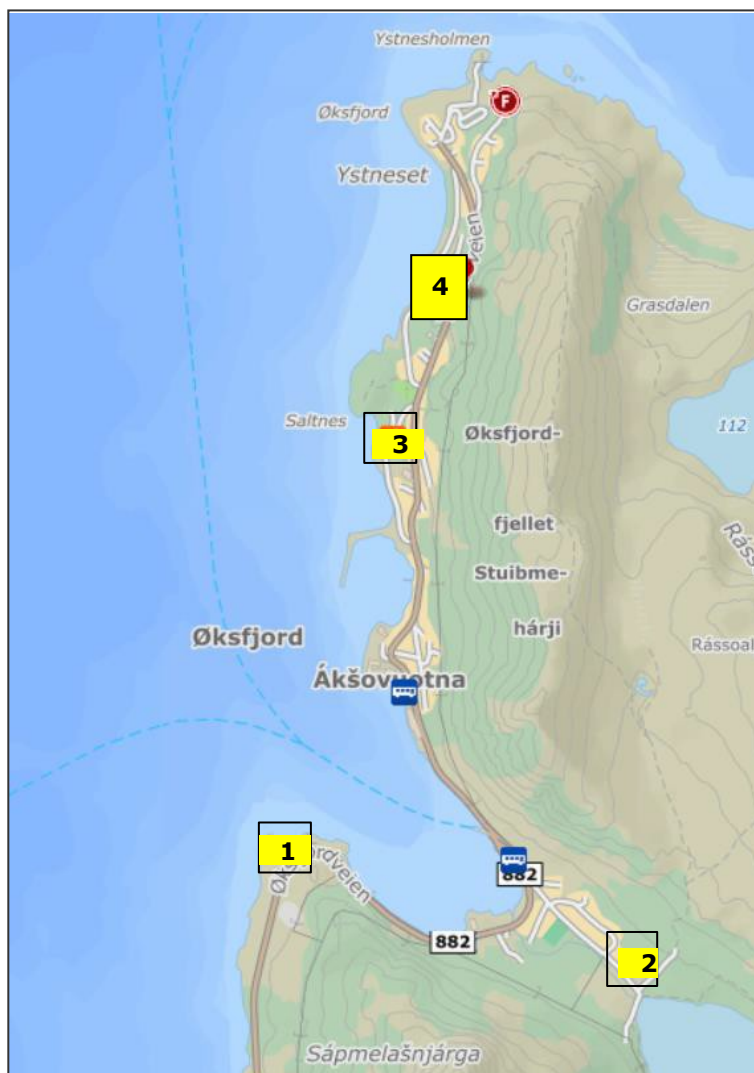 Ystnesholmen
F
Øksfjord
Ystneset
veien
4
Grasdalen
Saltnes
3
Øksfjord-
112
fjellet
Stuibme-
hárji
Øksfjord
Ákšovuotna
Rássoal
1
882
882
2
Sápmelašnjárga